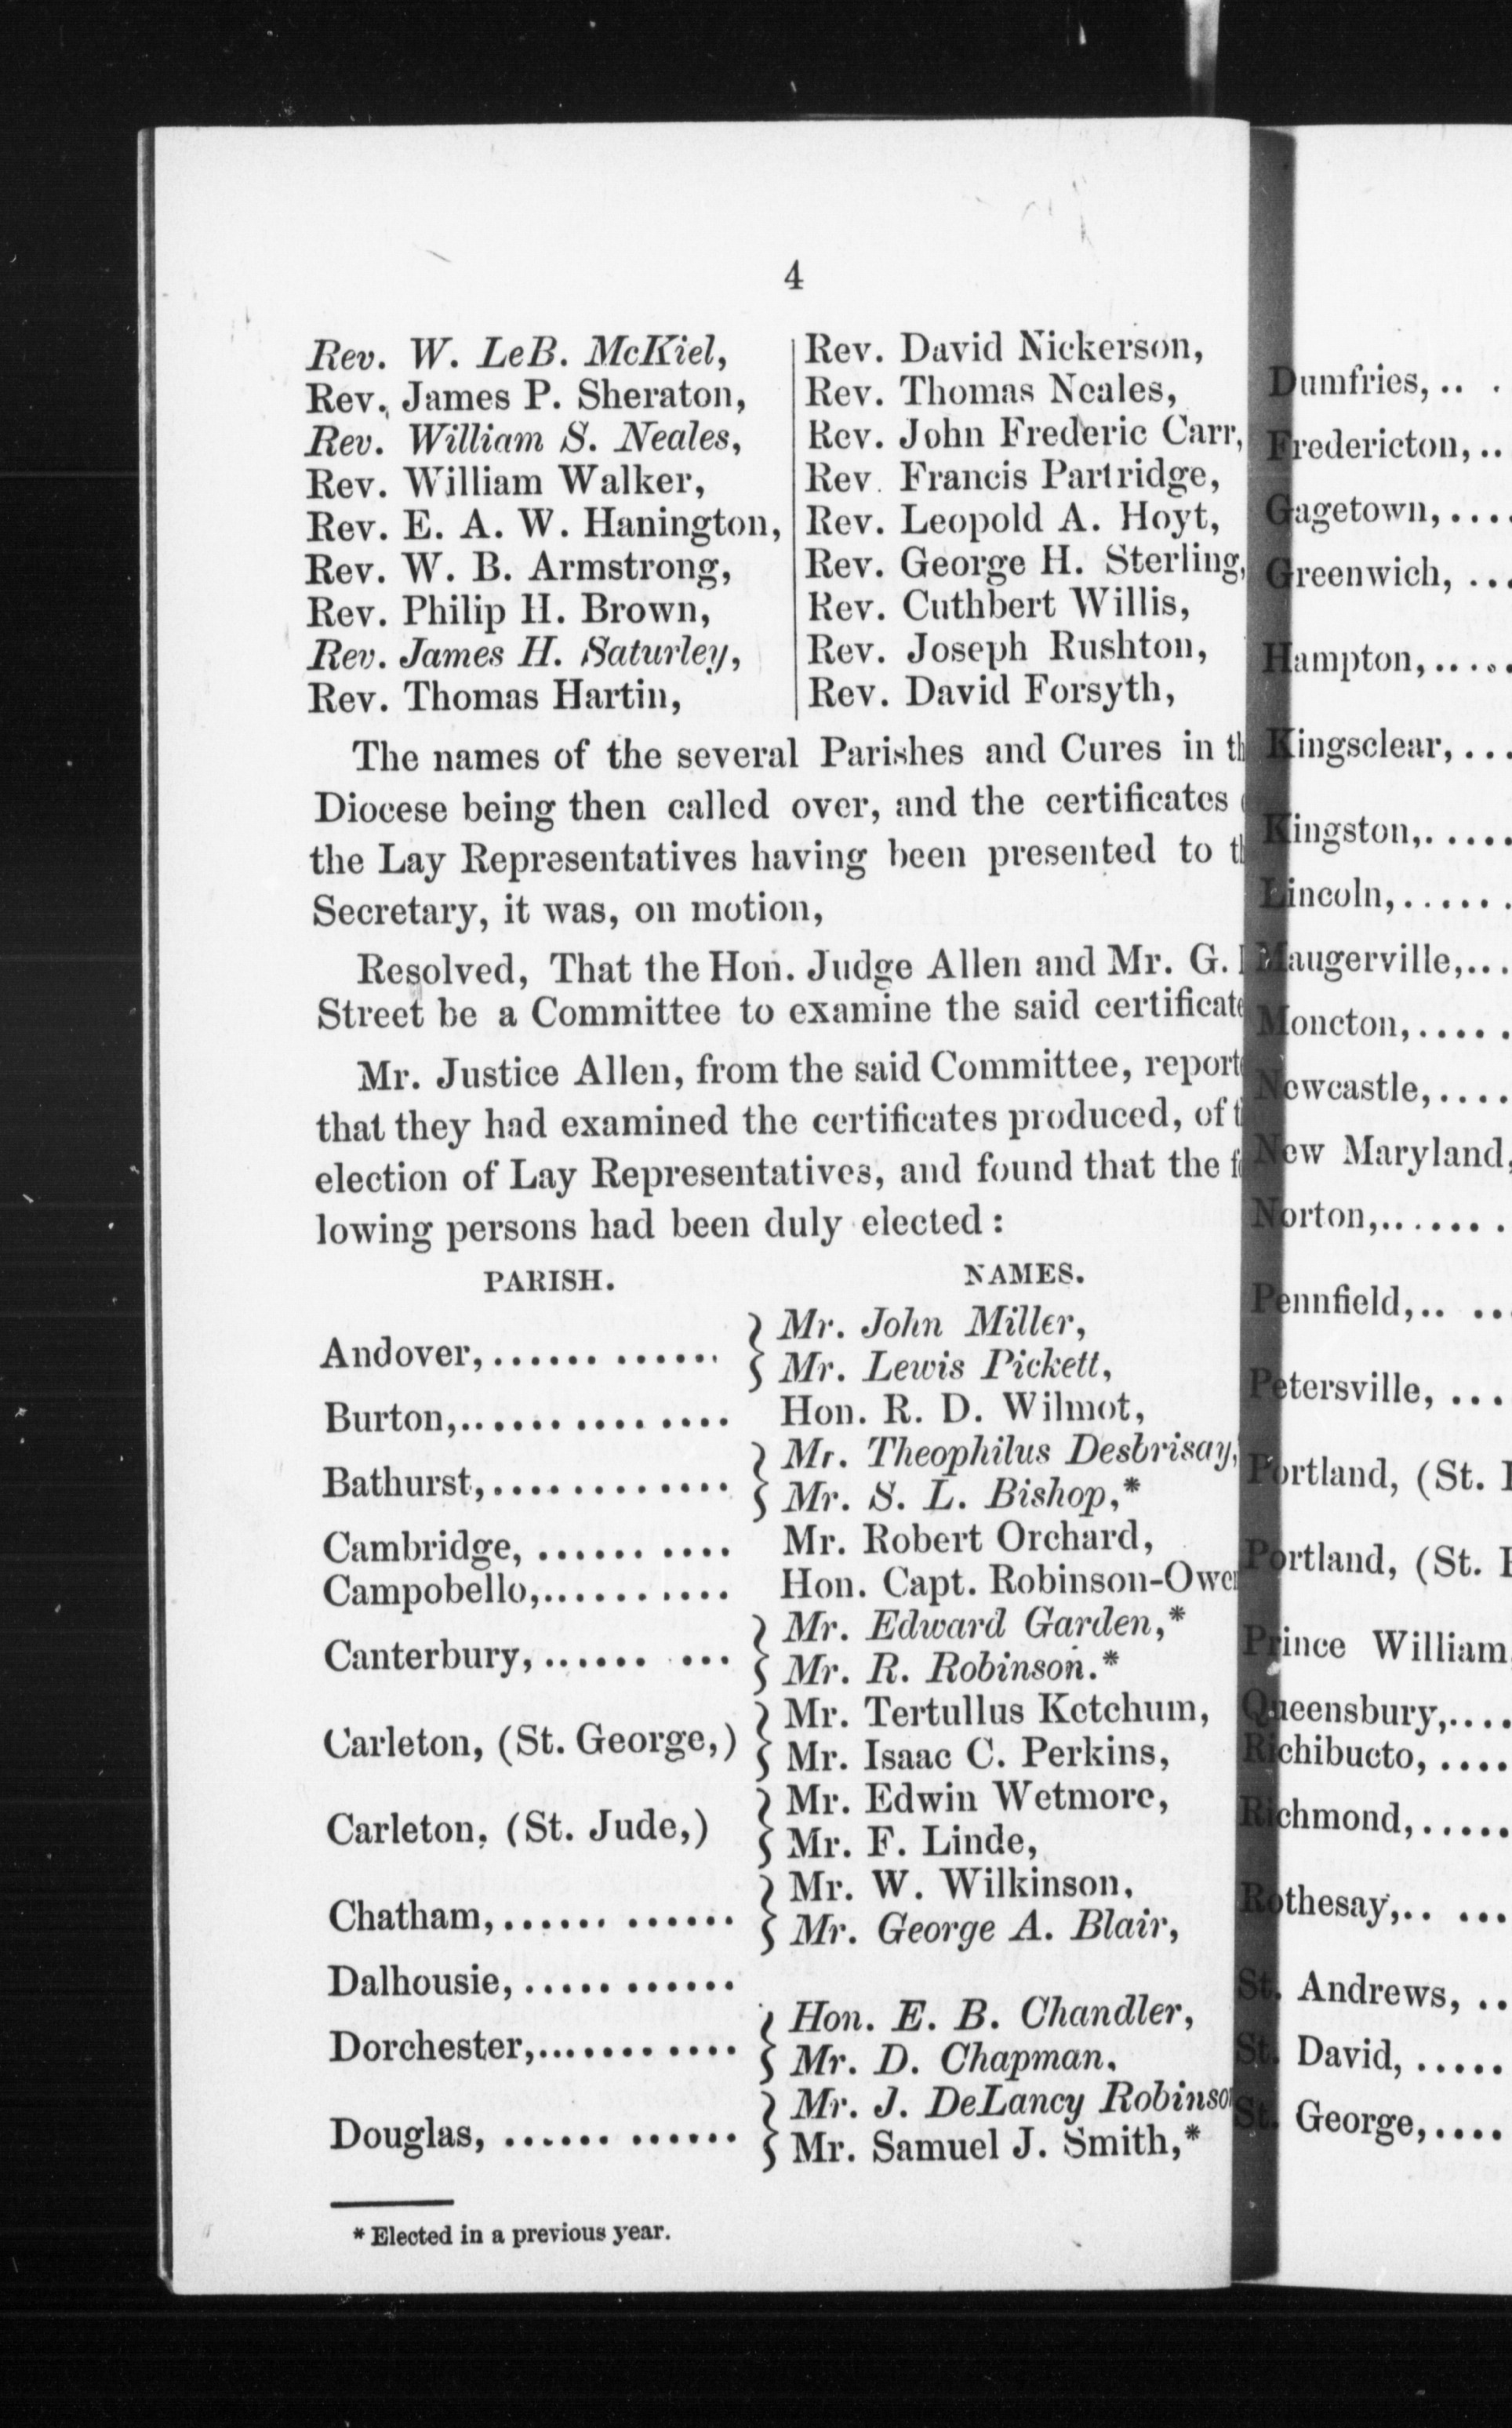 4
Rev. W. LeB. McKiel,
Rev. James P. Sheraton,
Rev. William S. Neales,
Rev. William Walker,
Rev. E. A. W. Hanington,
Rev. W. B. Armstrong,
Rev. Philip H. Brown,
Rev. James H. Saturley,
Rev. Thomas Hartin,
Rev. David Nickerson,
Rev. Thomas Neales,
Rev. John Frederic Carr,
Rev. Francis Partridge,
Rev. Leopold A. Hoyt,
Rev. George H. Sterling,
Rev. Cuthbert Willis,
Rev. Joseph Rushton,
Rev. David Forsyth,
The names of the several Parishes and Cures in
Diocese being then called over, and the certificates
the Lay Representatives having been presented to
Secretary, it was, on motion,
Resolved, That the Hon. Judge Allen and Mr. G.
Street be a Committee to examine the said
Mr. Justice Allen, from the said Committee,
that they had examined the certificates produced, of
election of Lay Representatives, and found that the
lowing persons had been duly elected:
PARISH. NAMES.
Andover,............ } Mr. John Miller,
Mr. Lewis Pickett,
Burton,............... Hon. R. D. Wilmot,
Bathurst,............. } Mr. Theophilus Desbrisay,
Mr. S. L. Bishop,*
Cambridge, .......... Mr. Robert Orchard,
Campobello,........... Hon. Capt. Robinson-Owe
Canterbury, ...... ... } Mr. Edward Garden,*
Mr. R. Robinson.*
Carleton, (St. George,) } Mr. Tertullus Ketchum,
Mr. Isaac C. Perkins,
Carleton, (St. Jude,) } Mr. Edwin Wetmore,
Mr. F. Linde,
Chatham,............ } Mr. W. Wilkinson,
Mr. George A. Blair,
Dalhousie,............
Dorchester,............ } Hon. E. B. Chandler,
Mr. D. Chapman,
Douglas, ............ } Mr. J. DeLancy Robinso
Mr. Samuel J. Smith,*
* Elected in a previous year.
Dumfries,.. .
Fredericton,..
Gagetown,....
Greenwich, ...
Hampton,.....
Kingsclear,...
Kingston,.....
Lincoln,......
Maugerville,...
Moncton,.....
Newcastle,....
New Maryland,
Norton,.......
Pennfield,.. ..
Petersville, ...
Portland, (St.
Portland, (St.
Prince William
Queensbury,....
Richibucto, ....
Richmond,.....
Rothesay,.. ...
St. Andrews, ..
St. David, .....
St. George,....